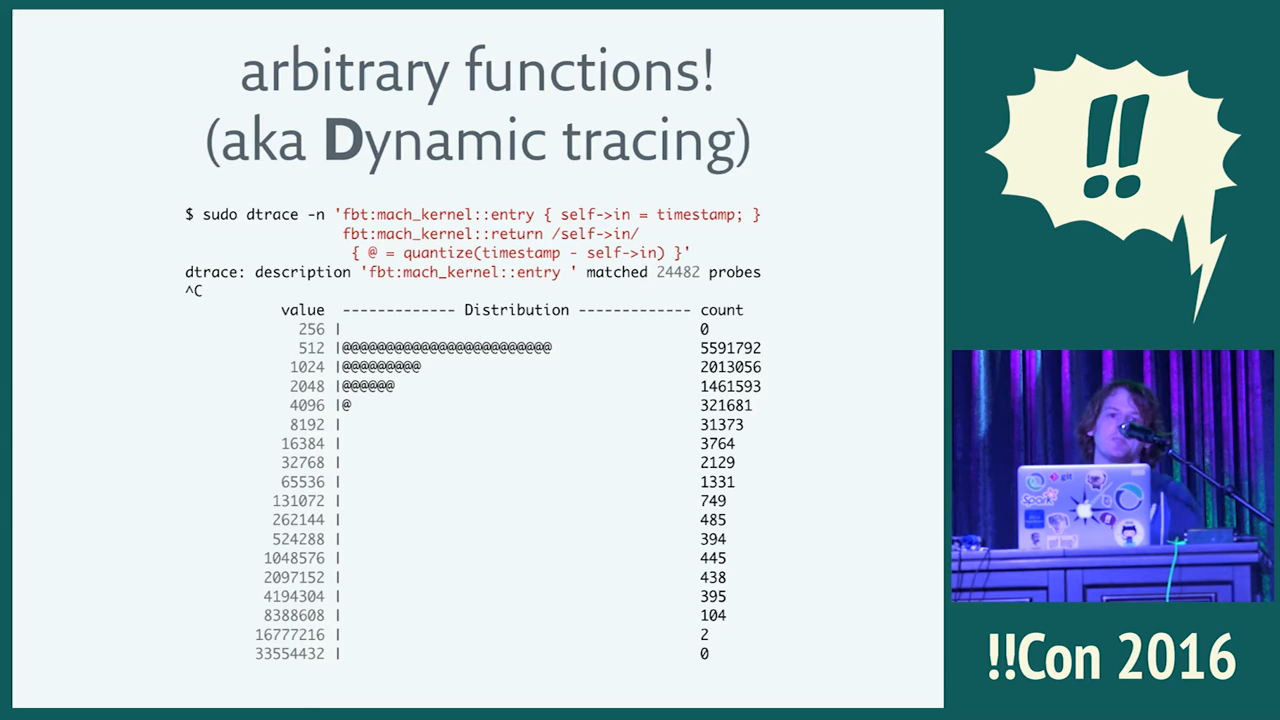 arbitrary functions!
(aka Dynamic tracing)
$ sudo dtrace -n 'fbt:mach_kernel::entry { self->in = timestamp; }
fbt:mach_kernel::return /self->in/
{ @ = quantize(timestamp - self->in) }'
dtrace: description 'fbt:mach_kernel::entry ' matched 24482 probes
^C
value ------------- Distribution ------------- count
256 | 0
512 |@@@@@@@@@@@@@@@@@@@@@@@@ 5591792
1024 |@@@@@@@@@ 2013056
2048 |@@@@@@ 1461593
4096 |@ 321681
8192 | 31373
16384 | 3764
32768 | 2129
65536 | 1331
131072 | 749
262144 | 485
524288 | 394
1048576 | 445
2097152 | 438
4194304 | 395
8388608 | 104
16777216 | 2
33554432 | 0
!!
git
Spark
!!Con 2016